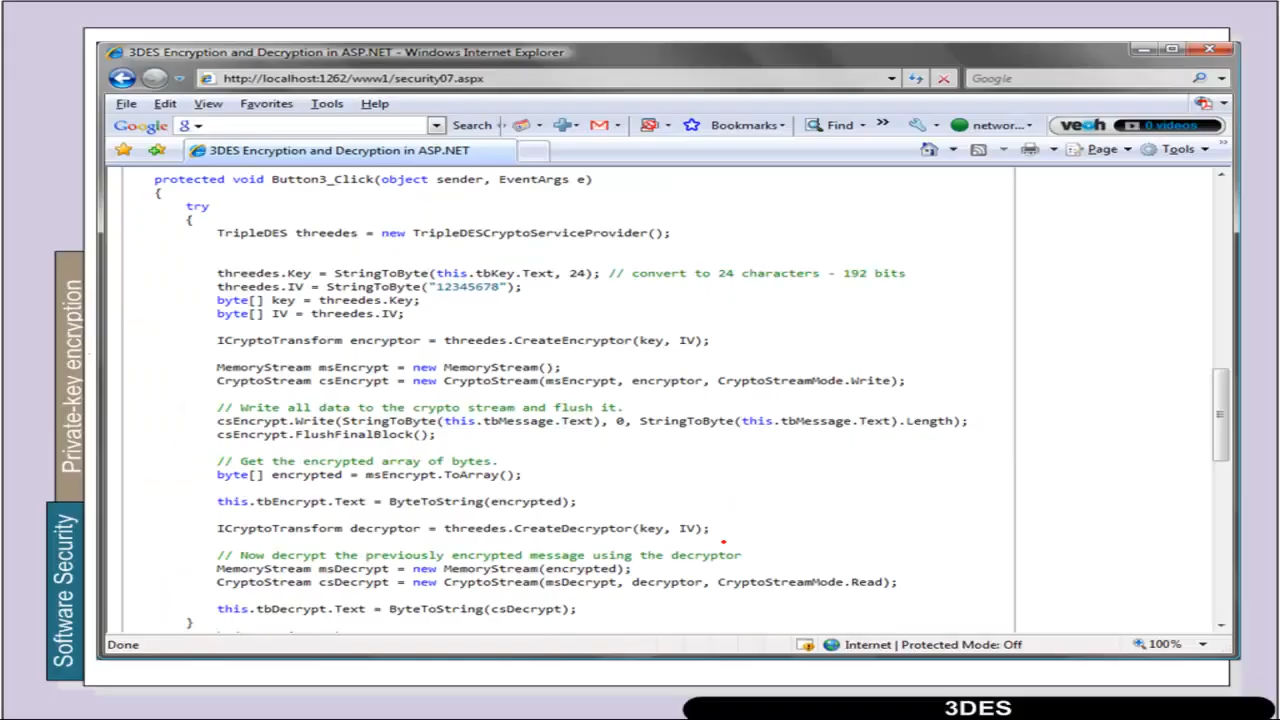 3DES Encryption and Decryption in ASP.NET - Windows Internet Explorer
http://localhost:1262/www1/security07.aspx
Google
File Edit View Favorites Tools Help
Google
Search
Bookmarks
Find
networ...
veoh
0 videos
3DES Encryption and Decryption in ASP.NET
Page
Tools
protected void Button3_Click(object sender, EventArgs e)
{
try
{
TripleDES threedes = new TripleDESCryptoServiceProvider();
threedes.Key = StringToByte(this.tbKey.Text, 24); // convert to 24 characters - 192 bits
threedes.IV = StringToByte("12345678");
byte[] key = threedes.Key;
byte[] IV = threedes.IV;
ICryptoTransform encryptor = threedes.CreateEncryptor(key, IV);
MemoryStream msEncrypt = new MemoryStream();
CryptoStream csEncrypt = new CryptoStream(msEncrypt, encryptor, CryptoStreamMode.Write);
// Write all data to the crypto stream and flush it.
csEncrypt.Write(StringToByte(this.tbMessage.Text), 0, StringToByte(this.tbMessage.Text).Length);
csEncrypt.FlushFinalBlock();
// Get the encrypted array of bytes.
byte[] encrypted = msEncrypt.ToArray();
this.tbEncrypt.Text = ByteToString(encrypted);
ICryptoTransform decryptor = threedes.CreateDecryptor(key, IV);
// Now decrypt the previously encrypted message using the decryptor
MemoryStream msDecrypt = new MemoryStream(encrypted);
CryptoStream csDecrypt = new CryptoStream(msDecrypt, decryptor, CryptoStreamMode.Read);
this.tbDecrypt.Text = ByteToString(csDecrypt);
}
Done
Internet | Protected Mode: Off
100%
Private-key encryption
Software Security
3DES